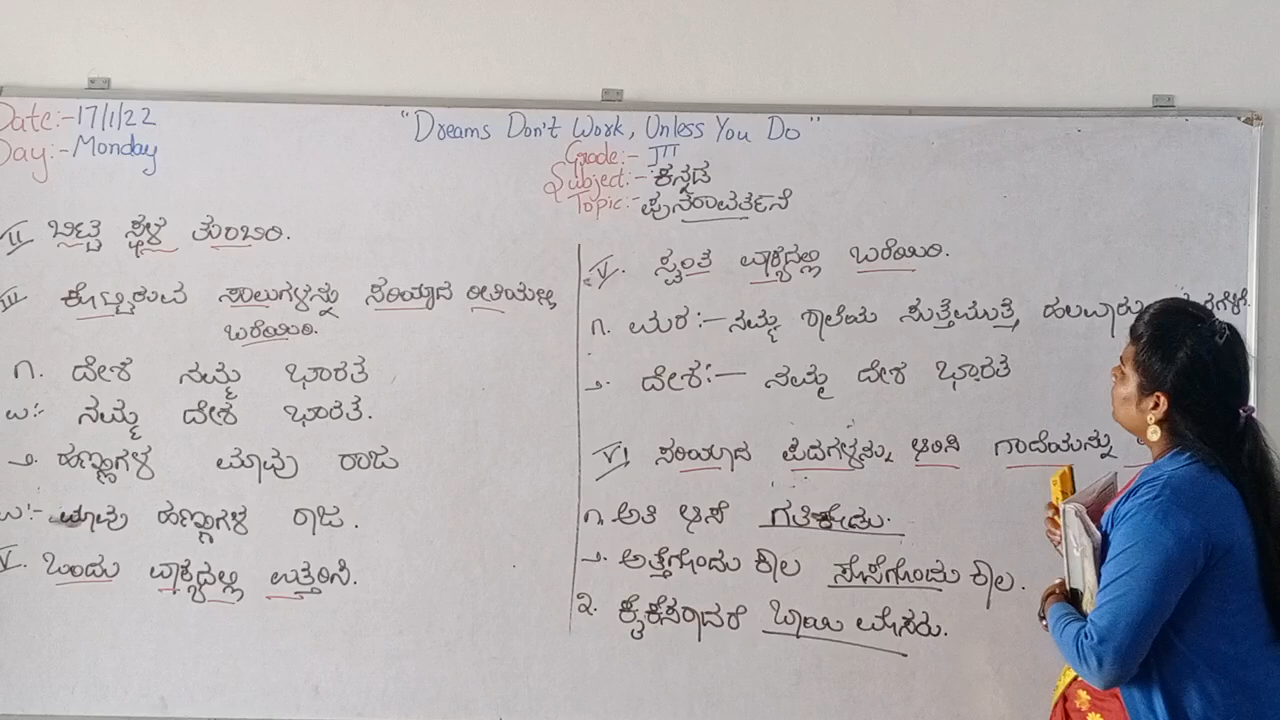 Date:-17/1/22
Day:-Monday
"Dreams Don't Work, Unless You Do"
Grade:- III
Subject:- ಕನ್ನಡ
Topic:- ಪುನರಾವರ್ತನೆ
II ಬಿಟ್ಟ ಸ್ಥಳ ತುಂಬಿರಿ.
III ಕೊಟ್ಟಿರುವ ಸಾಲುಗಳನ್ನು ಸರಿಯಾದ ರೀತಿಯಲ್ಲಿ
ಬರೆಯಿರಿ.
೧. ದೇಶ ನಮ್ಮ ಭಾರತ
ಉ:- ನಮ್ಮ ದೇಶ ಭಾರತ.
೨. ಹಣ್ಣುಗಳ ಮಾವು ರಾಜ
ಉ:- ಮಾವು ಹಣ್ಣುಗಳ ರಾಜ.
V. ಒಂದು ವಾಕ್ಯದಲ್ಲಿ ಉತ್ತರಿಸಿ.
V. ಸ್ವಂತ ವಾಕ್ಯದಲ್ಲಿ ಬರೆಯಿರಿ.
೧. ಮರ:- ನಮ್ಮ ಶಾಲೆಯ ಸುತ್ತಮುತ್ತ ಹಲವಾರು
೨. ದೇಶ:- ನಮ್ಮ ದೇಶ ಭಾರತ
VI ಸರಿಯಾದ ಪದಗಳನ್ನು ಆರಿಸಿ ಗಾದೆಯನ್ನು
೧. ಅತಿ ಆಸೆ ಗತಿಕೇಡು.
೨. ಅತ್ತೆಗೊಂದು ಕಾಲ ಸೊಸೆಗೊಂದು ಕಾಲ.
೩. ಕೈಕೆಸರಾದರೆ ಬಾಯಿ ಮೊಸರು.